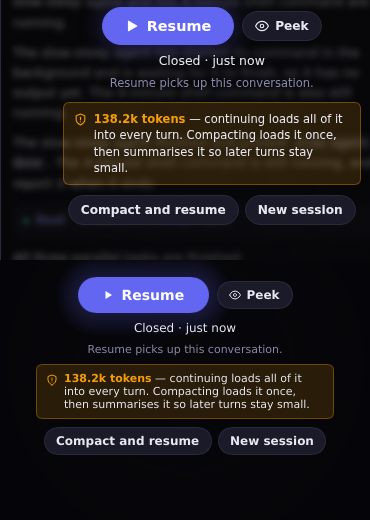 Resume
Peek
Closed · just now
Resume picks up this conversation.
138.2k tokens — continuing loads all of it
into every turn. Compacting loads it once,
then summarises it so later turns stay
small.
Compact and resume
New session
Resume
Peek
Closed · just now
Resume picks up this conversation.
138.2k tokens — continuing loads all of it
into every turn. Compacting loads it once,
then summarises it so later turns stay small.
Compact and resume
New session